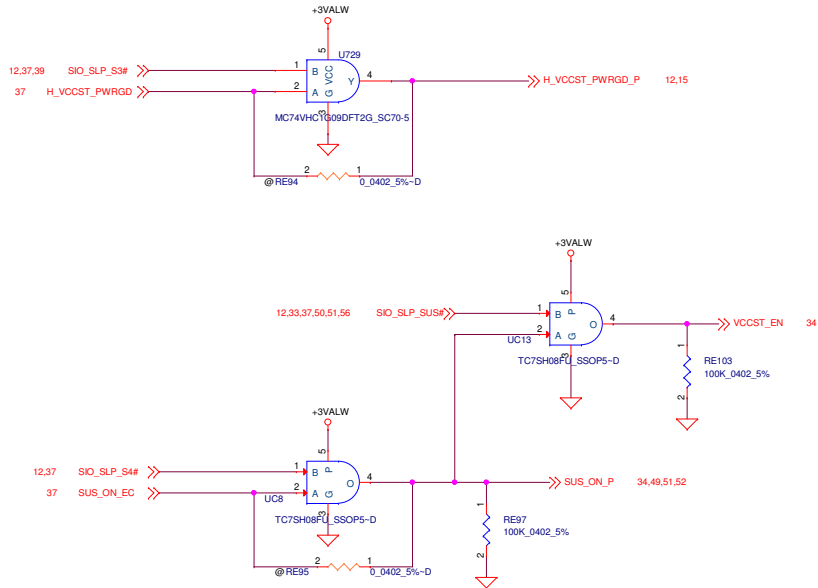 +3VALW
U729
12,37,39 SIO_SLP_S3# 1 B VCC 5
Y 4 H_VCCST_PWRGD_P 12,15
37 H_VCCST_PWRGD 2 A G 3
MC74VHC1G09DFT2G_SC70-5
2 1
@RE94 0_0402_5%~D
+3VALW
5
12,33,37,50,51,56 SIO_SLP_SUS# 1 B P
O 4 VCCST_EN 34
2 A G
UC13 3
TC7SH08FU_SSOP5~D
1
RE103
100K_0402_5%
2
+3VALW
5
12,37 SIO_SLP_S4# 1 B P
O 4 SUS_ON_P 34,49,51,52
37 SUS_ON_EC 2 A G
UC8 3
TC7SH08FU_SSOP5~D
1
RE97
100K_0402_5%
2
2 1
@RE95 0_0402_5%~D